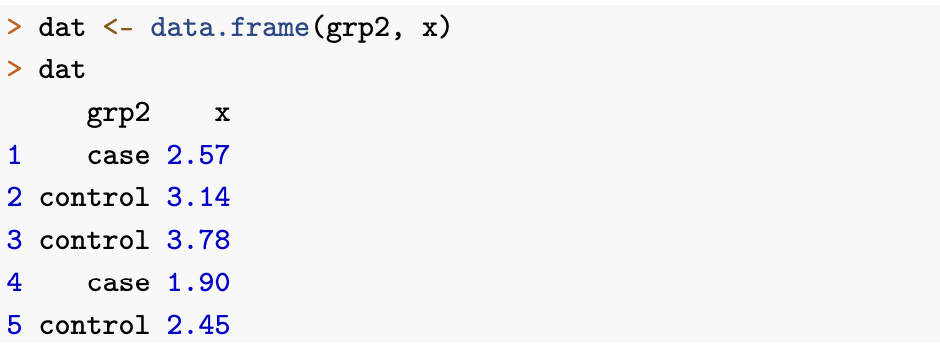 > dat <- data.frame(grp2, x)
> dat
     grp2    x
1    case 2.57
2 control 3.14
3 control 3.78
4    case 1.90
5 control 2.45